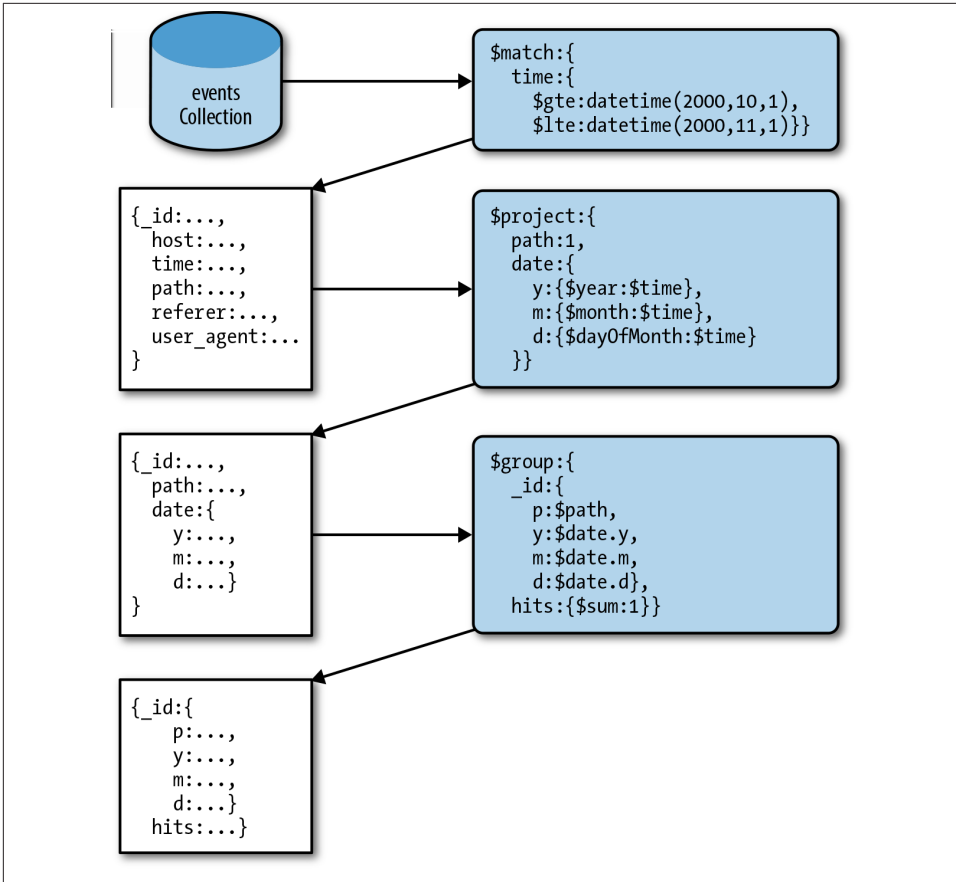 events
Collection
$match:{
time:{
$gte:datetime(2000,10,1),
$lte:datetime(2000,11,1)}}
{_id:...,
host:...,
time:...,
path:...,
referer:...,
user_agent:...
}
$project:{
path:1,
date:{
y:{$year:$time},
m:{$month:$time},
d:{$dayOfMonth:$time}
}}
{_id:...,
path:...,
date:{
y:...,
m:...,
d:...}
}
$group:{
_id:{
p:$path,
y:$date.y,
m:$date.m,
d:$date.d},
hits:{$sum:1}}
{_id:{
p:...,
y:...,
m:...,
d:...}
hits:...}